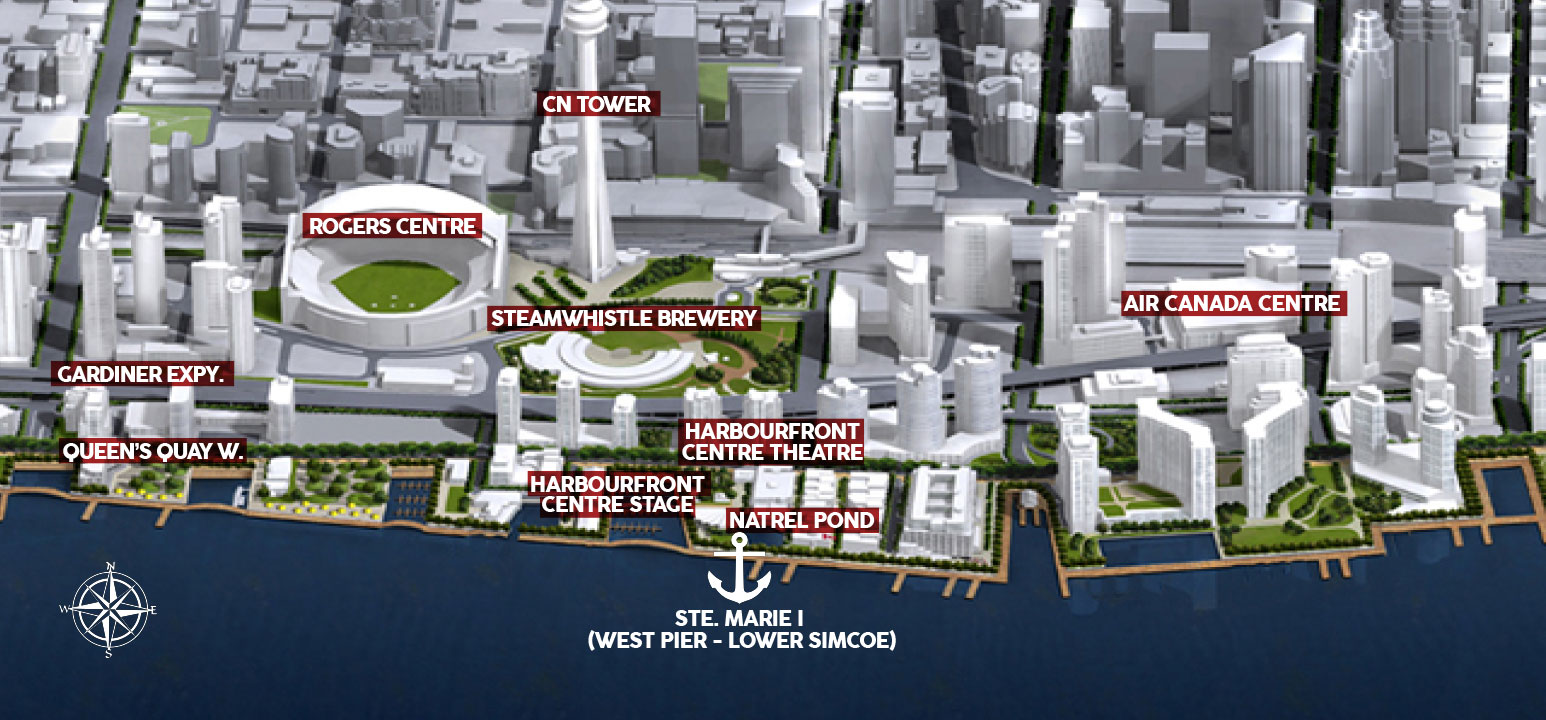 CN TOWER
ROGERS CENTRE
AIR CANADA CENTRE
STEAMWHISTLE BREWERY
GARDINER EXPY.
HARBOURFRONT
CENTRE THEATRE
QUEEN'S QUAY W.
HARBOURFRONT
CENTRE STAGE
NATREL POND
N
W E
S
STE. MARIE I
(WEST PIER - LOWER SIMCOE)